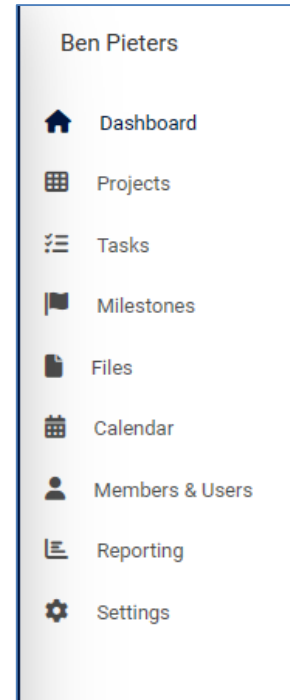 Ben Pieters
Dashboard
Projects
Tasks
Milestones
Files
Calendar
Members & Users
Reporting
Settings